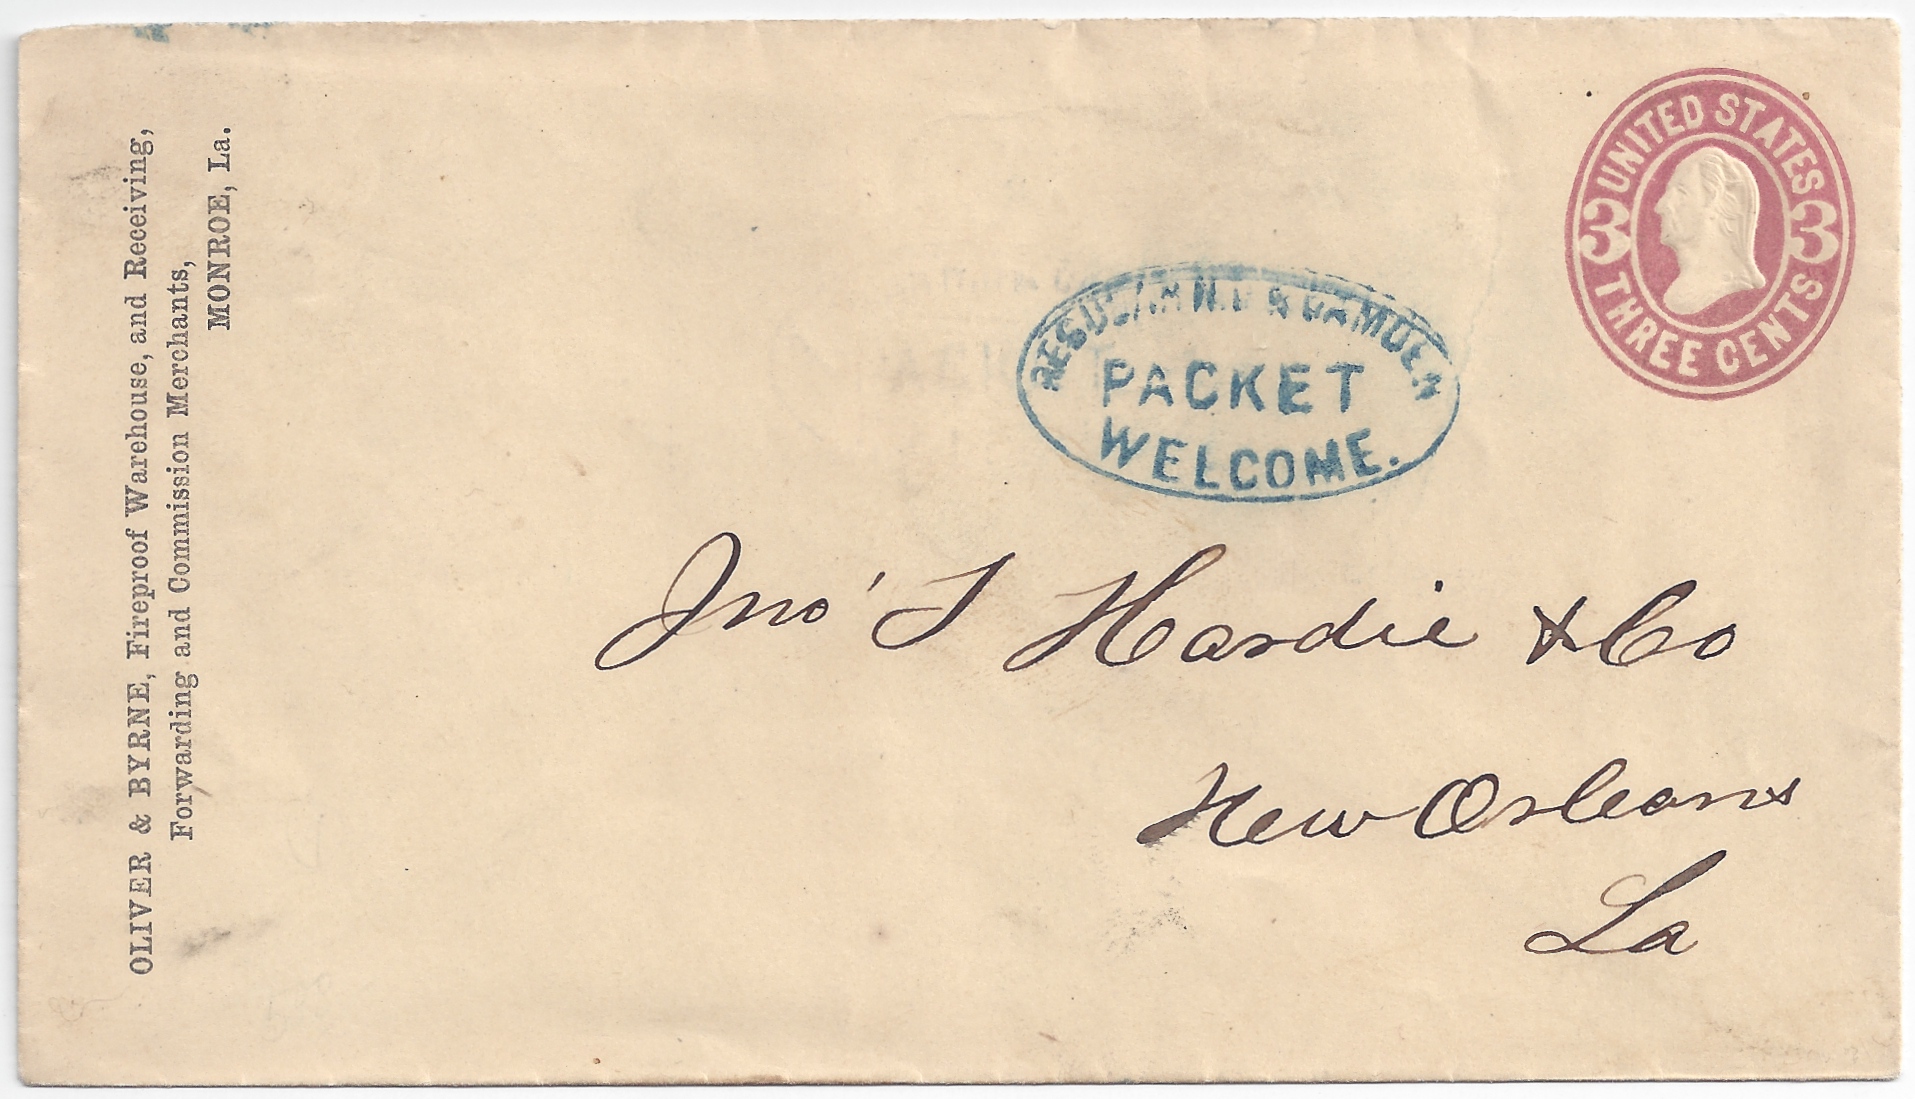 OLIVER & BYRNE, Fireproof Warehouse, and Receiving,
Forwarding and Commission Merchants,
MONROE, La.
UNITED STATES
3 3
THREE CENTS
&
PACKET
WELCOME.
Jno' T Hardie & Co
New Orleans
La